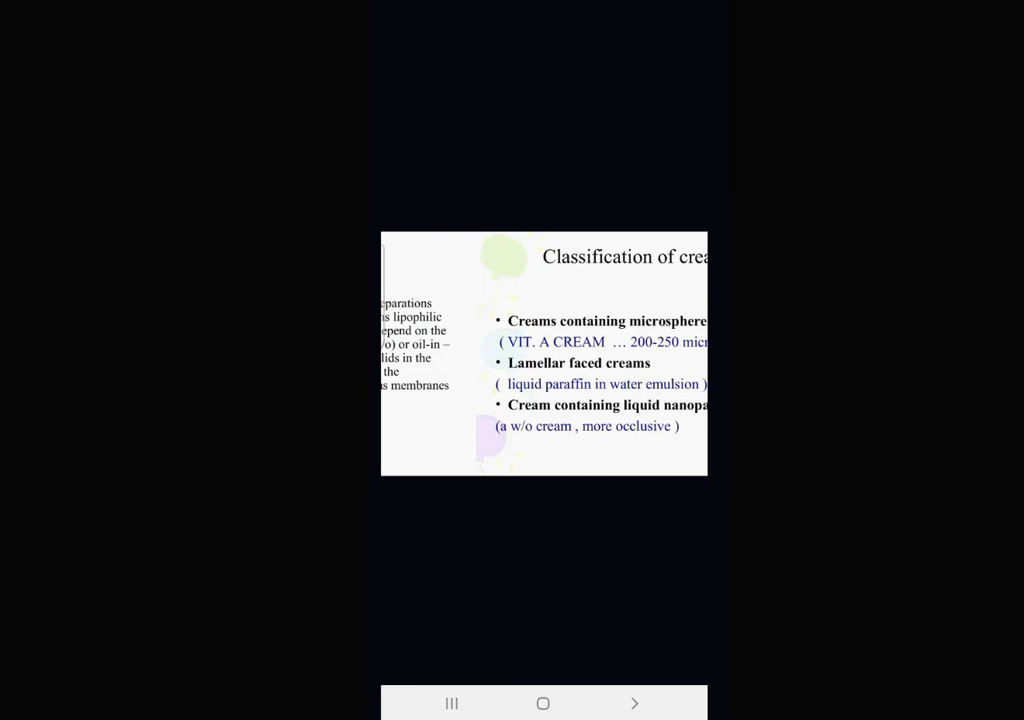 eparations
s lipophilic
epend on the
/o) or oil-in –
lids in the
the
s membranes
Classification of crea
• Creams containing microsphere
( VIT. A CREAM … 200-250 micr
• Lamellar faced creams
( liquid paraffin in water emulsion )
• Cream containing liquid nanopa
(a w/o cream , more occlusive )